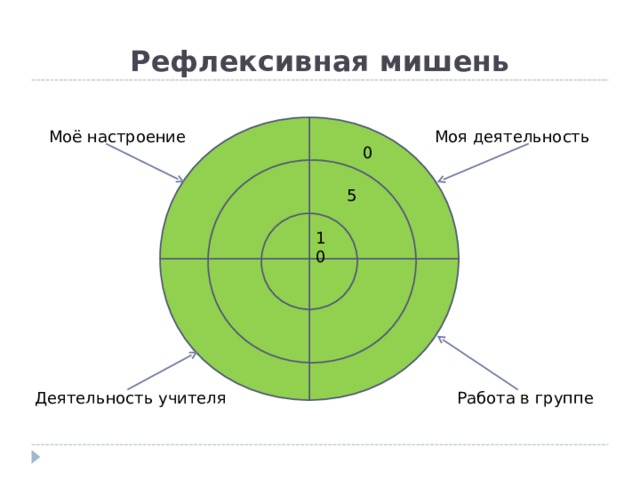 Рефлексивная мишень
Моё настроение
Моя деятельность
0
5
1
0
Деятельность учителя
Работа в группе